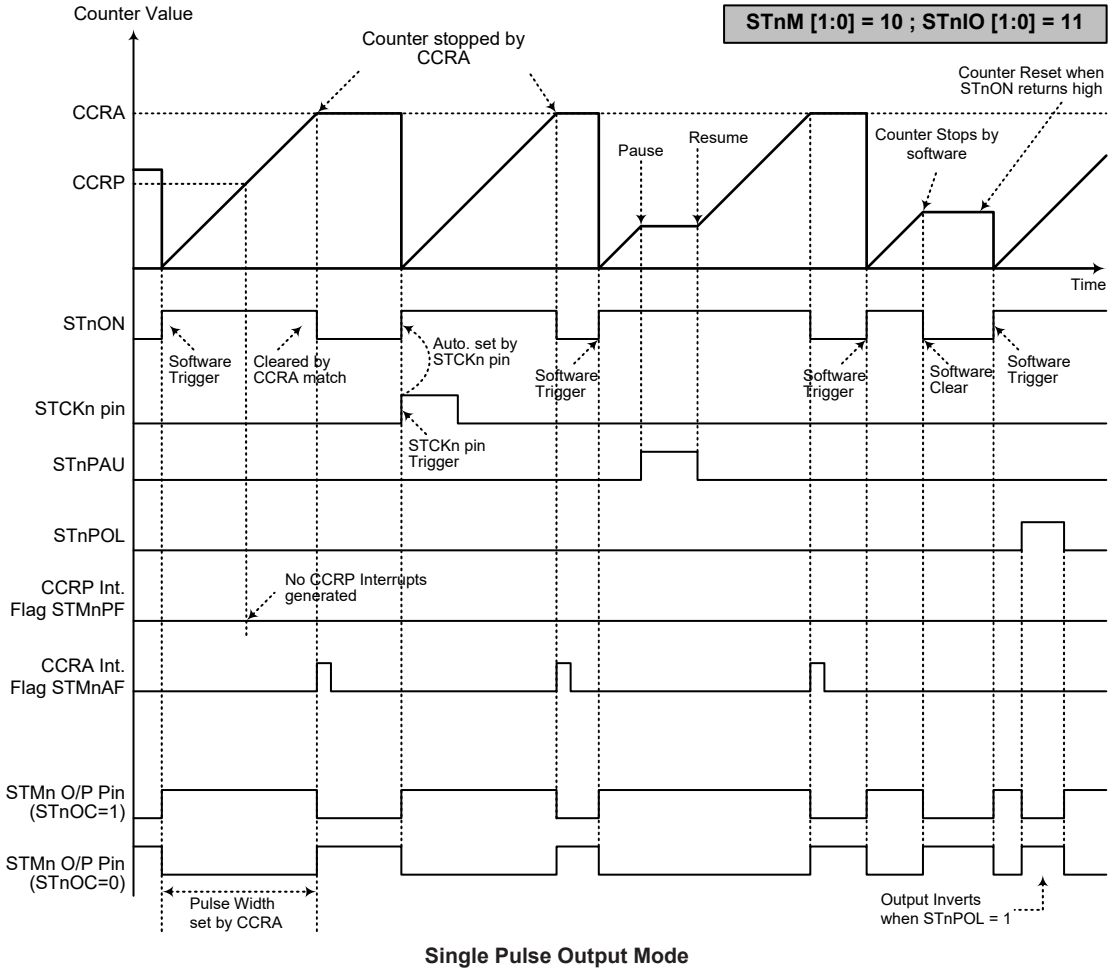 Counter Value
STnM [1:0] = 10 ; STnIO [1:0] = 11
Counter stopped by
CCRA
Counter Reset when
STnON returns high
CCRA
Pause
Resume
Counter Stops by
software
CCRP
Time
STnON
Software
Trigger
Cleared by
CCRA match
Auto. set by
STCKn pin
Software
Trigger
Software
Trigger
Software
Clear
Software
Trigger
STCKn pin
STCKn pin
Trigger
STnPAU
STnPOL
No CCRP Interrupts
generated
CCRP Int.
Flag STMnPF
CCRA Int.
Flag STMnAF
STMn O/P Pin
(STnOC=1)
STMn O/P Pin
(STnOC=0)
Pulse Width
set by CCRA
Output Inverts
when STnPOL = 1
Single Pulse Output Mode